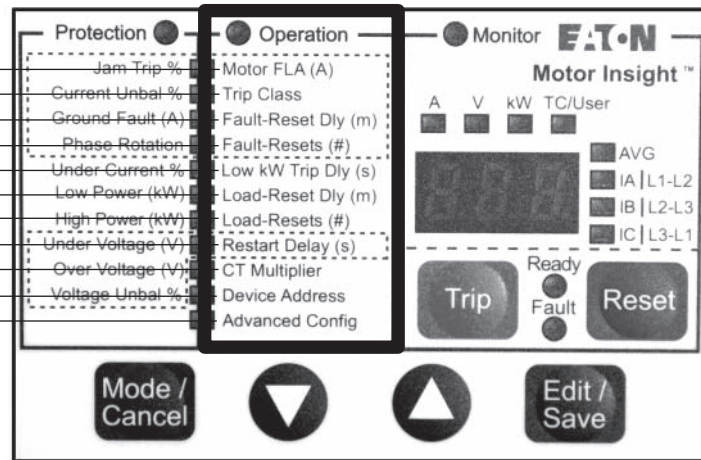 Protection
Jam Trip %
Current Unbal %
Ground Fault (A)
Phase Rotation
Under Current %
Low Power (kW)
High Power (kW)
Under Voltage (V)
Over Voltage (V)
Voltage Unbal %
Operation
Motor FLA (A)
Trip Class
Fault-Reset Dly (m)
Fault-Resets (#)
Low kW Trip Dly (s)
Load-Reset Dly (m)
Load-Resets (#)
Restart Delay (s)
CT Multiplier
Device Address
Advanced Config
Monitor
EATON
Motor Insight ™
A V kW TC/User
AVG
IA | L1-L2
IB | L2-L3
IC | L3-L1
Trip
Ready
Fault
Reset
Mode /
Cancel
Edit /
Save